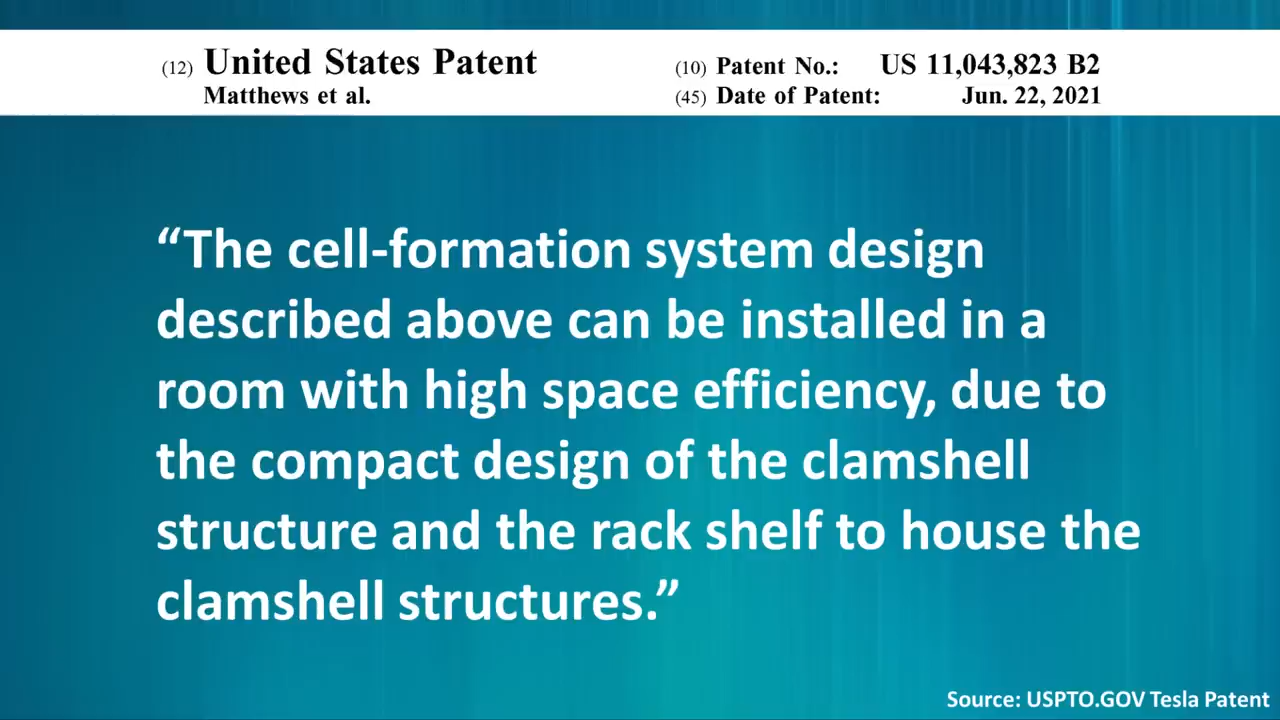 (12) United States Patent
Matthews et al.
(10) Patent No.: US 11,043,823 B2
(45) Date of Patent: Jun. 22, 2021
“The cell-formation system design
described above can be installed in a
room with high space efficiency, due to
the compact design of the clamshell
structure and the rack shelf to house the
clamshell structures.”
Source: USPTO.GOV Tesla Patent